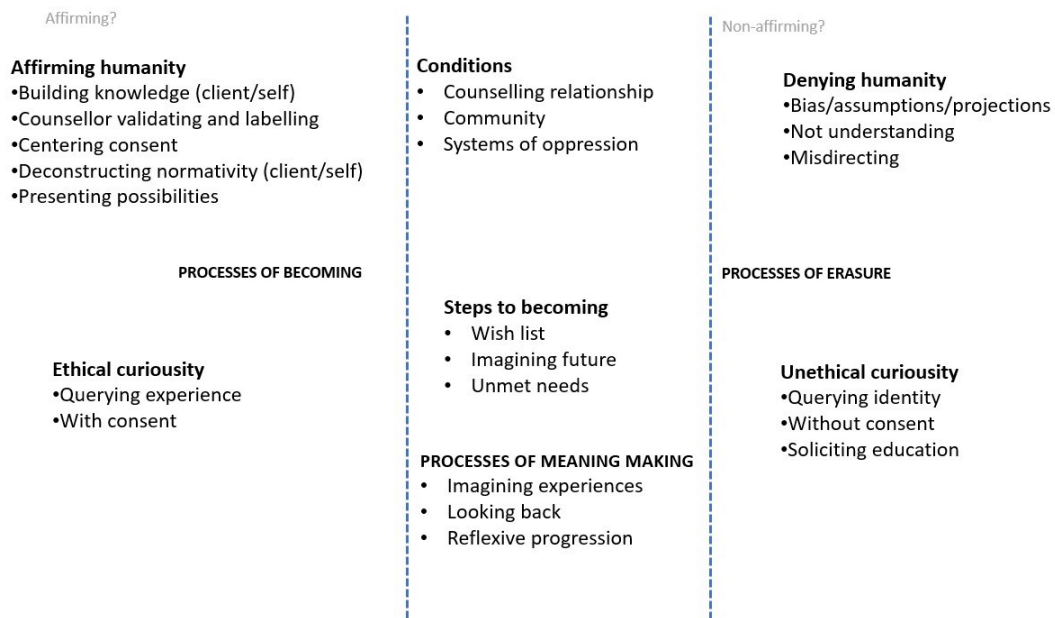 Affirming?
Affirming humanity
•Building knowledge (client/self)
•Counsellor validating and labelling
•Centering consent
•Deconstructing normativity (client/self)
•Presenting possibilities
PROCESSES OF BECOMING
Ethical curiousity
•Querying experience
•With consent
Conditions
• Counselling relationship
• Community
• Systems of oppression
Steps to becoming
• Wish list
• Imagining future
• Unmet needs
PROCESSES OF MEANING MAKING
• Imagining experiences
• Looking back
• Reflexive progression
Non-affirming?
Denying humanity
•Bias/assumptions/projections
•Not understanding
•Misdirecting
PROCESSES OF ERASURE
Unethical curiousity
•Querying identity
•Without consent
•Soliciting education